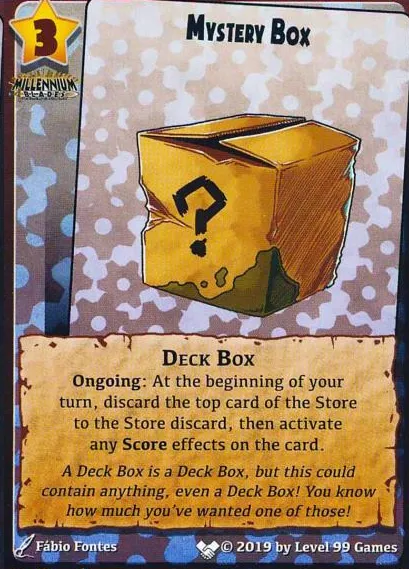 3
Mystery Box
MILLENNIUM
BLADES
?
Deck Box
Ongoing: At the beginning of your
turn, discard the top card of the Store
to the Store discard, then activate
any Score effects on the card.
A Deck Box is a Deck Box, but this could
contain anything, even a Deck Box! You know
how much you've wanted one of those!
Fábio Fontes
© 2019 by Level 99 Games